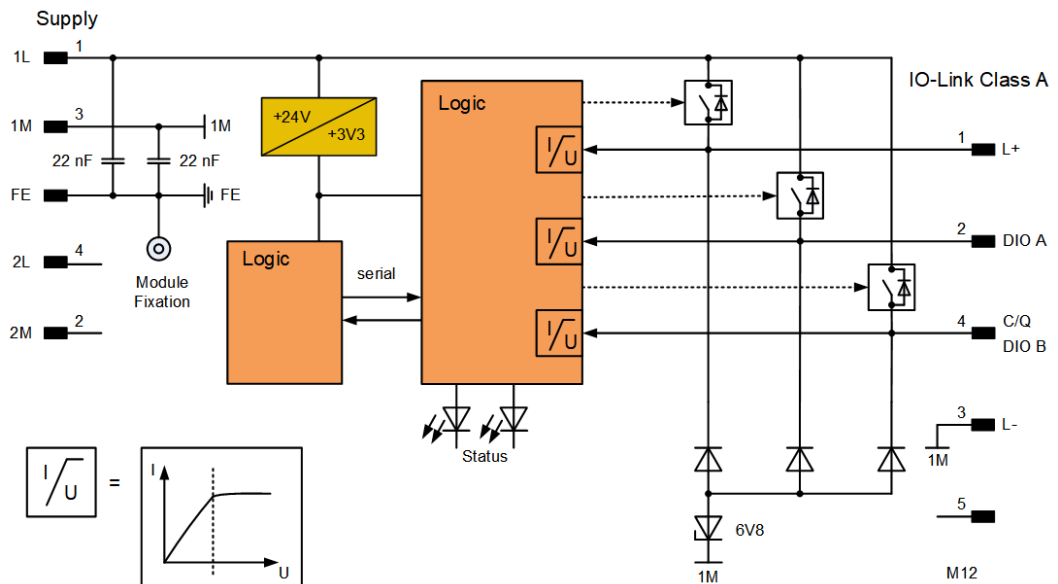 Supply
1L
1
1M
3
1M
22 nF
22 nF
FE
FE
2L
4
Module
Fixation
2M
2
+24V
+3V3
Logic
serial
Logic
I
U
I
U
I
U
Status
IO-Link Class A
1
L+
2
DIO A
4
C/Q
DIO B
3
L-
1M
5
M12
6V8
1M
I
U
=
I
U